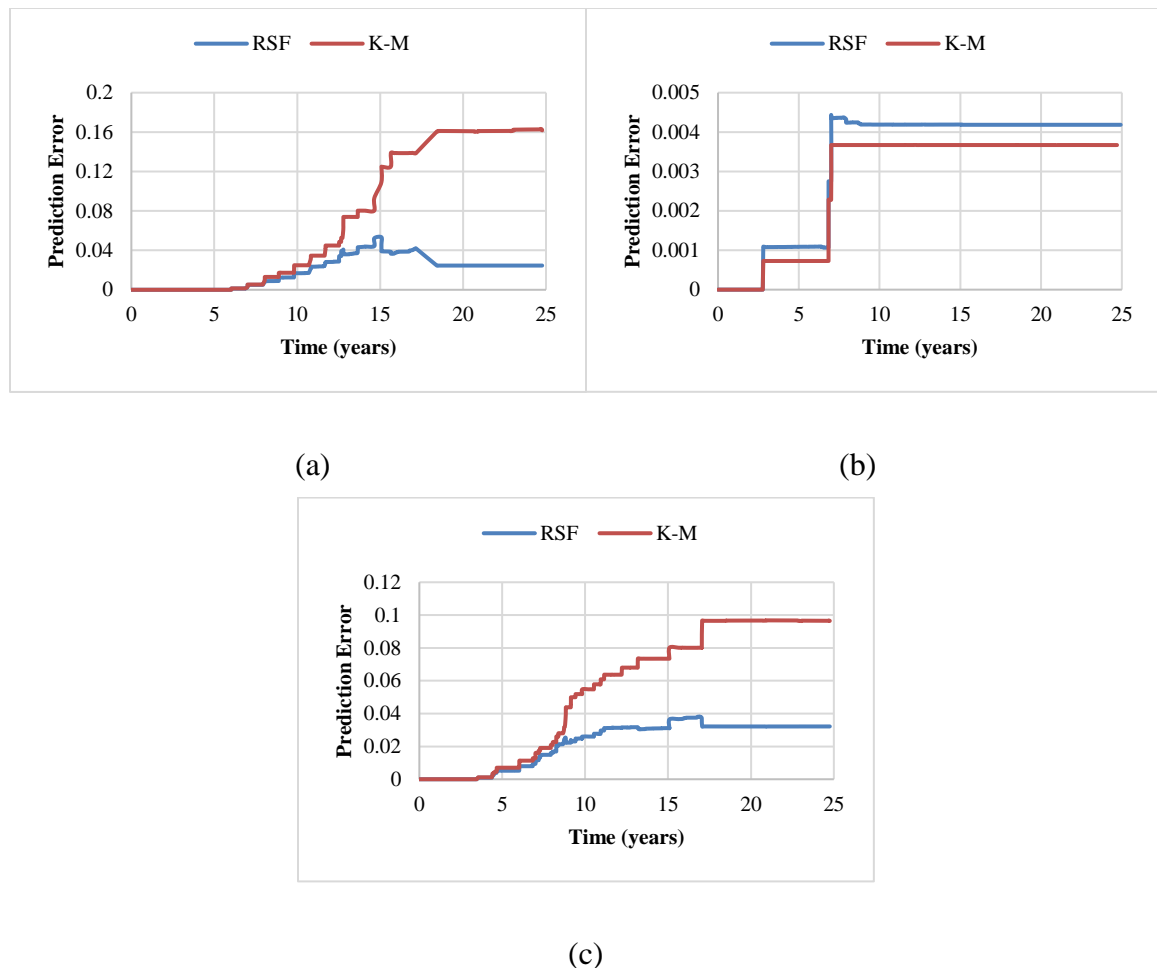 RSF K-M
0.2
0.16
0.12
0.08
0.04
0
Prediction Error
0 5 10 15 20 25
Time (years)
RSF K-M
0.005
0.004
0.003
0.002
0.001
0
Prediction Error
0 5 10 15 20 25
Time (years)
(a) (b)
RSF K-M
0.12
0.1
0.08
0.06
0.04
0.02
0
Prediction Error
0 5 10 15 20 25
Time (years)
(c)